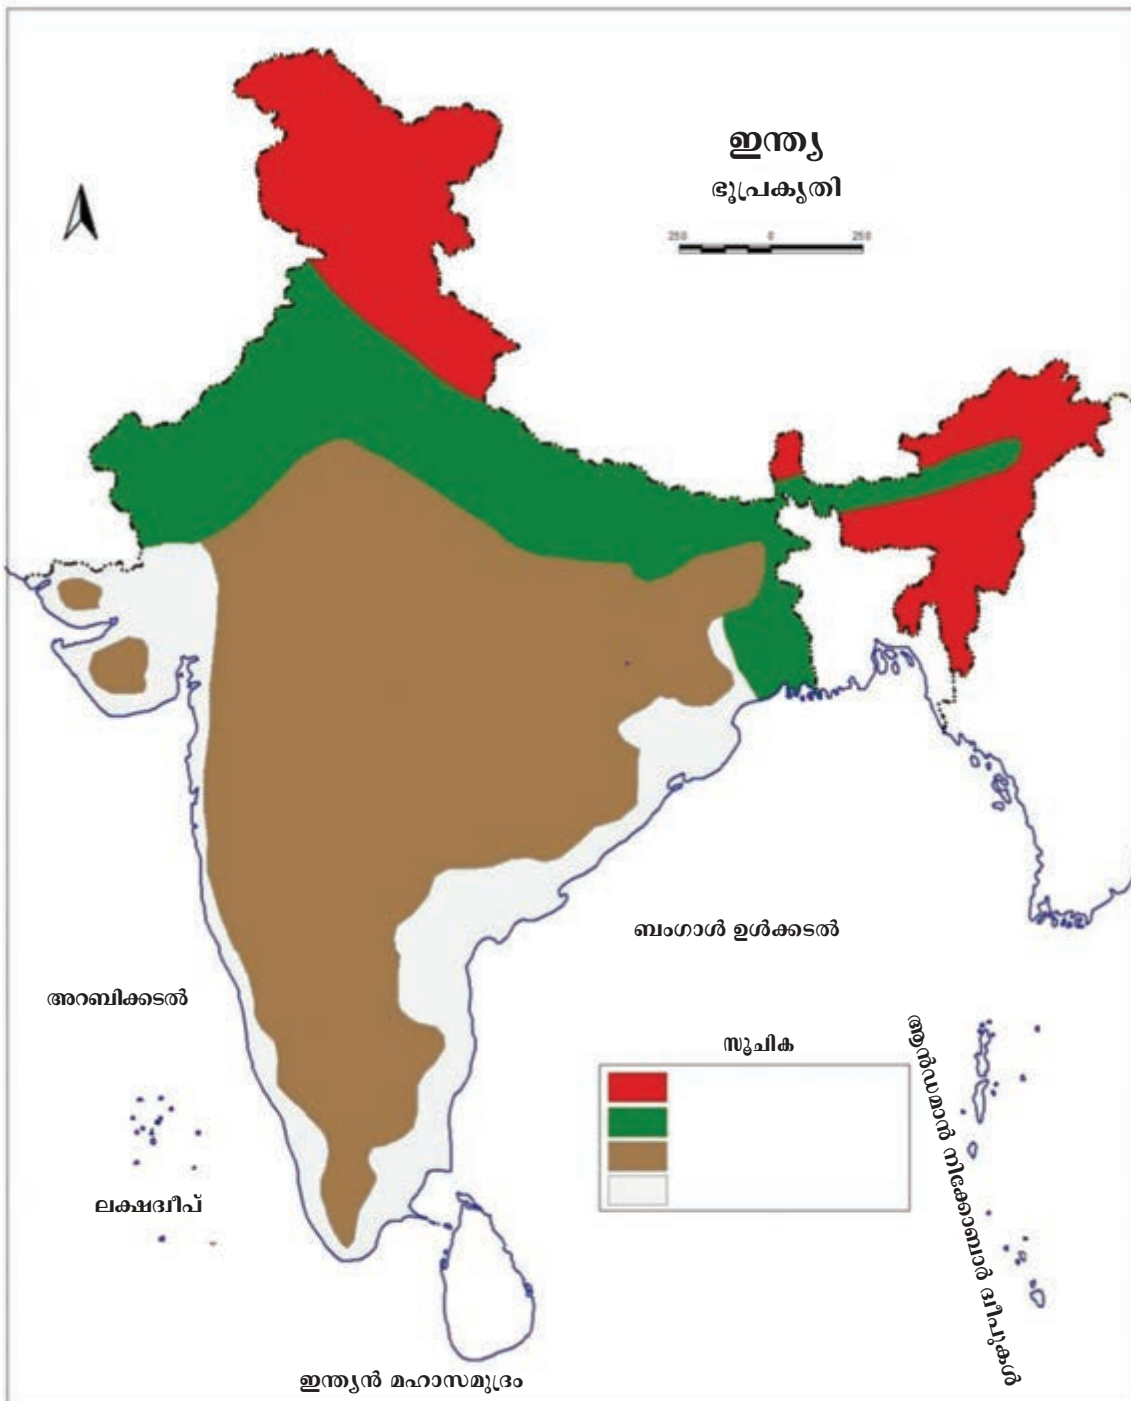 ഇന്ത്യ
ഭൂപ്രകൃതി
250 0 250
ബംഗാൾ ഉൾക്കടൽ
അറബിക്കടൽ
സൂചിക
ആൻഡമാൻ നിക്കോബാർ ദ്വീപുകൾ
ലക്ഷദ്വീപ്
ഇന്ത്യൻ മഹാസമുദ്രം